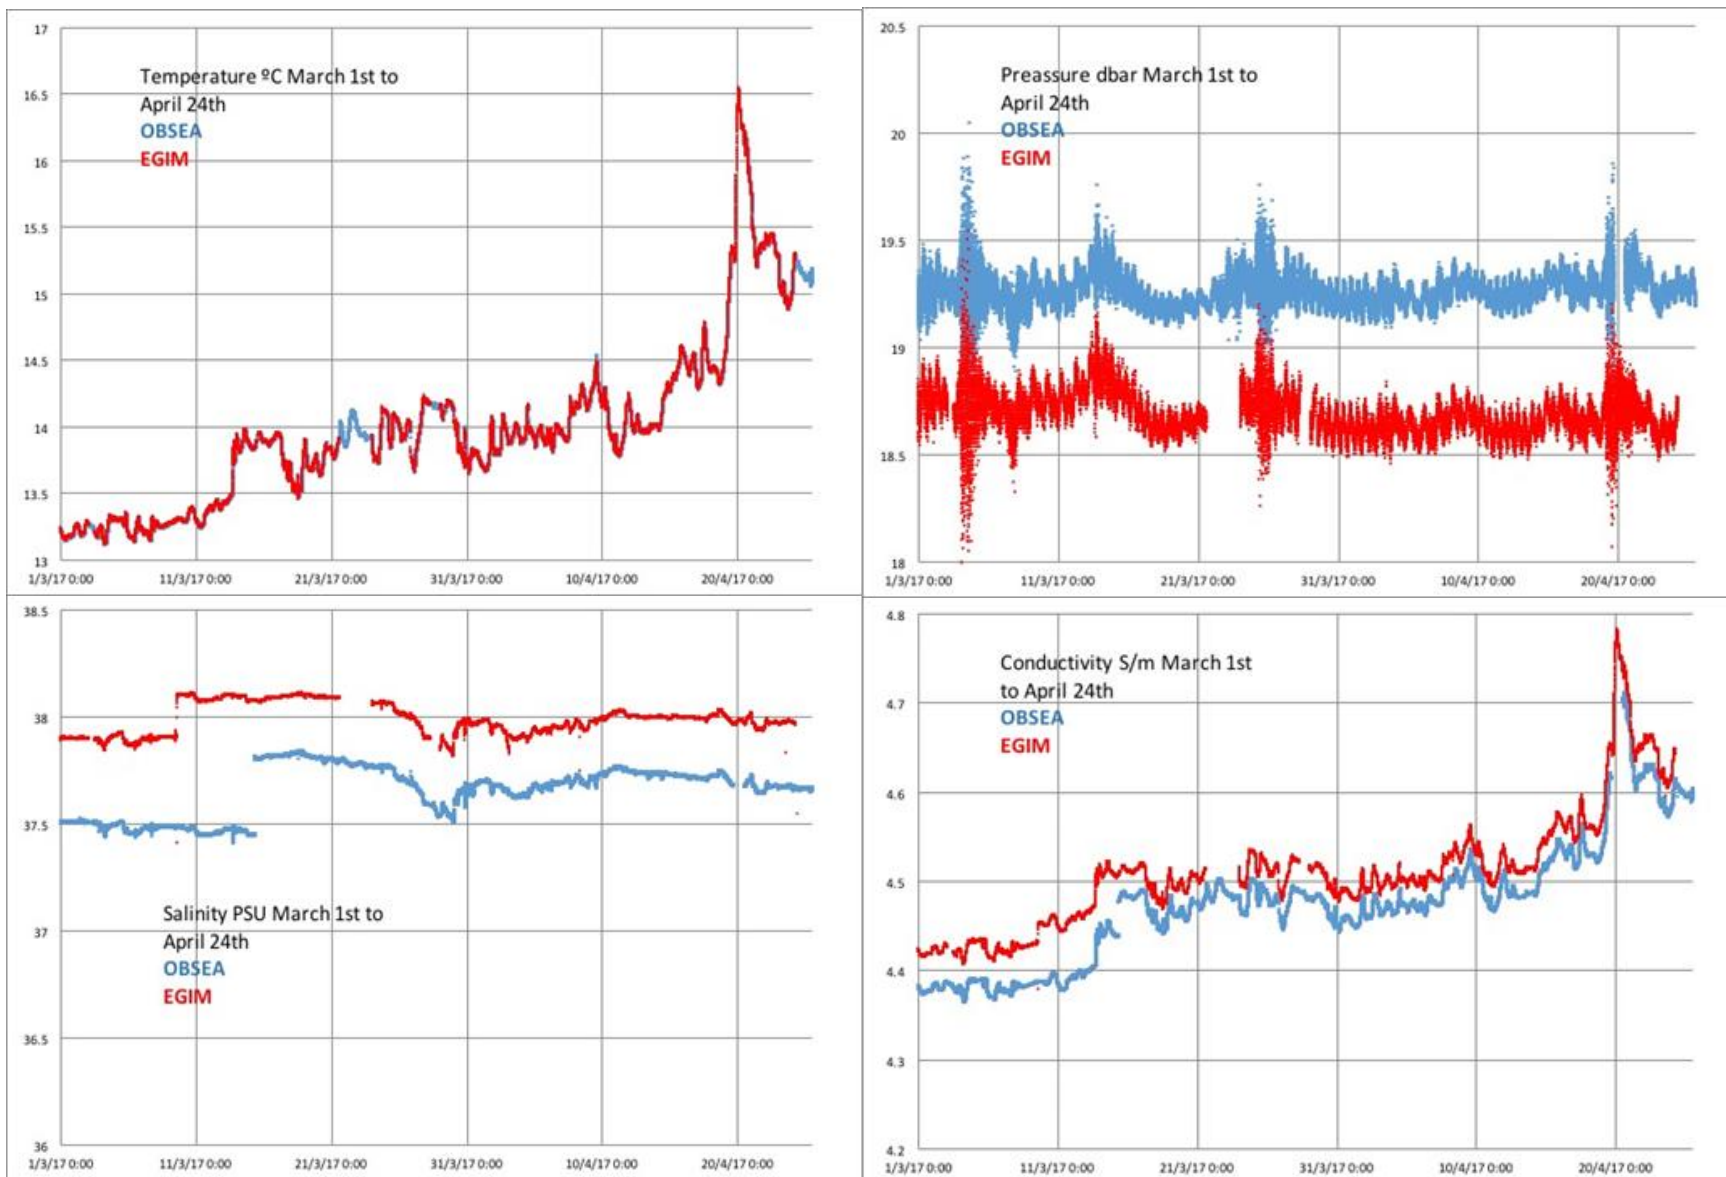 17
16.5
16
15.5
15
14.5
14
13.5
13
Temperature ºC March 1st to
April 24th
OBSEA
EGIM
1/3/17 0:00 11/3/17 0:00 21/3/17 0:00 31/3/17 0:00 10/4/17 0:00 20/4/17 0:00
20.5
20
19.5
19
18.5
18
Preassure dbar March 1st to
April 24th
OBSEA
EGIM
1/3/17 0:00 11/3/17 0:00 21/3/17 0:00 31/3/17 0:00 10/4/17 0:00 20/4/17 0:00
38.5
38
37.5
37
36.5
36
Salinity PSU March 1st to
April 24th
OBSEA
EGIM
1/3/17 0:00 11/3/17 0:00 21/3/17 0:00 31/3/17 0:00 10/4/17 0:00 20/4/17 0:00
4.8
4.7
4.6
4.5
4.4
4.3
4.2
Conductivity S/m March 1st
to April 24th
OBSEA
EGIM
1/3/17 0:00 11/3/17 0:00 21/3/17 0:00 31/3/17 0:00 10/4/17 0:00 20/4/17 0:00